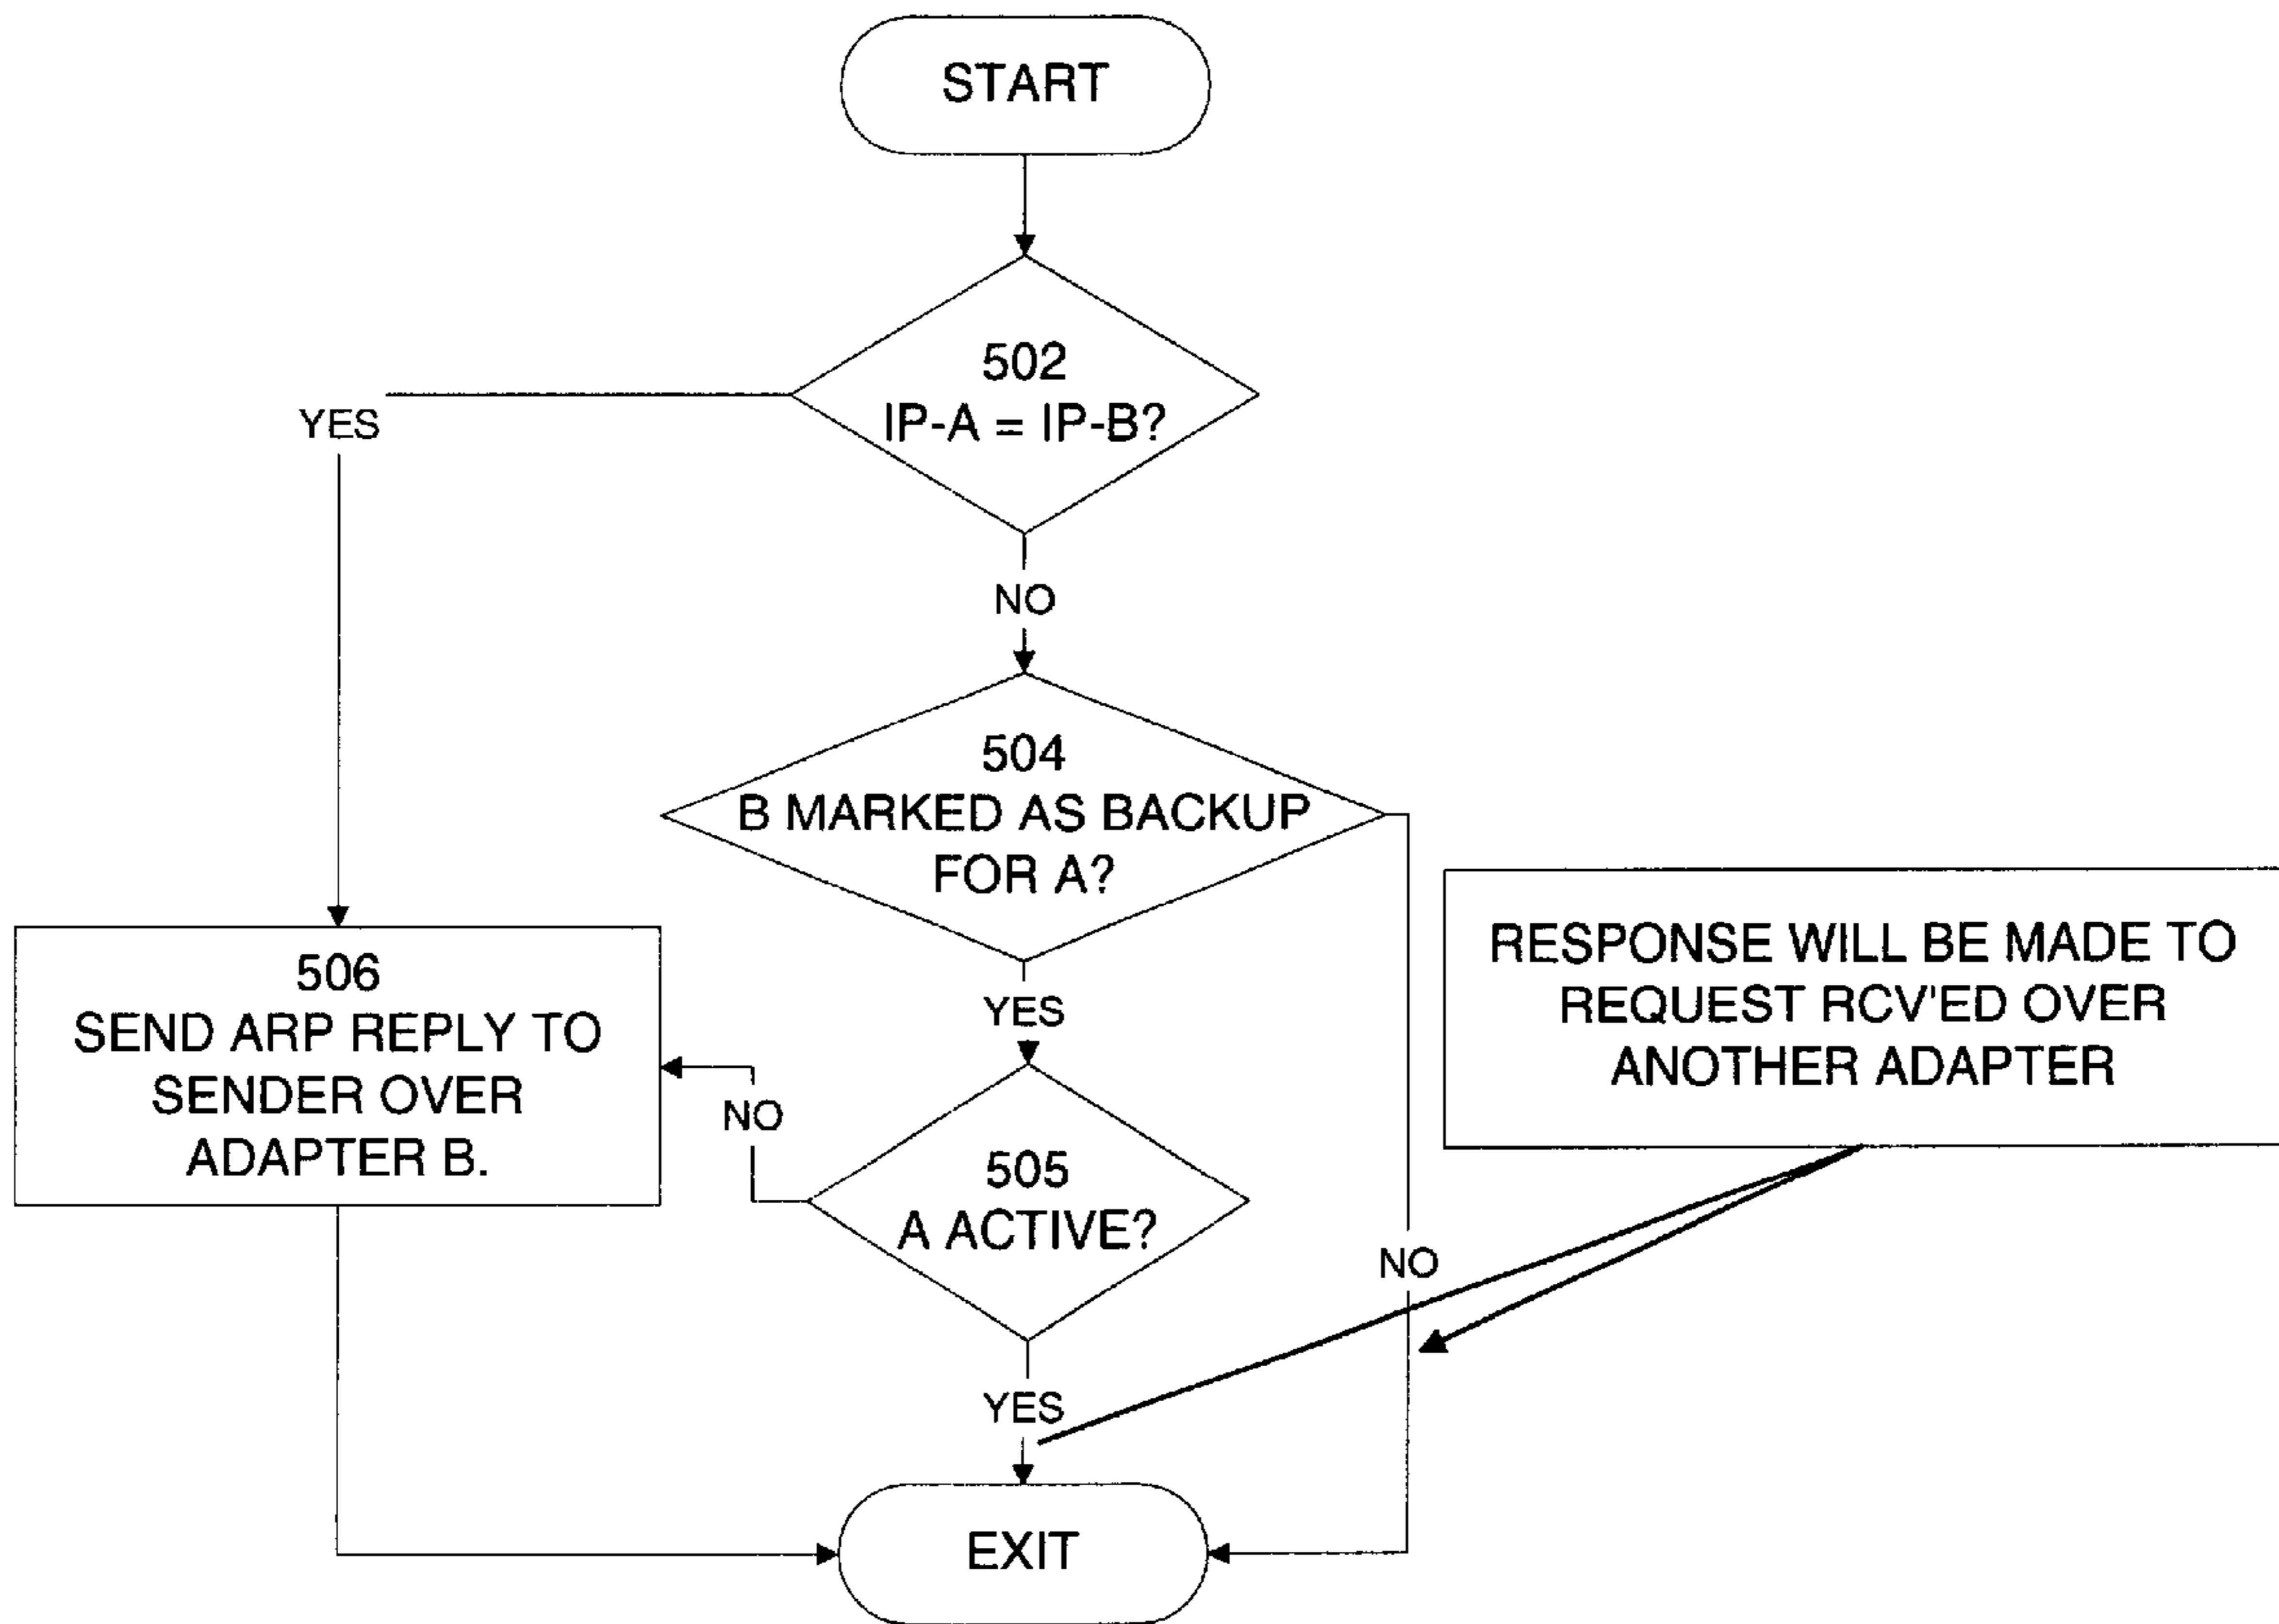 START
502
IP-A = IP-B?
YES
NO
504
B MARKED AS BACKUP
FOR A?
YES
NO
505
A ACTIVE?
NO
YES
506
SEND ARP REPLY TO
SENDER OVER
ADAPTER B.
RESPONSE WILL BE MADE TO
REQUEST RCV'ED OVER
ANOTHER ADAPTER
EXIT